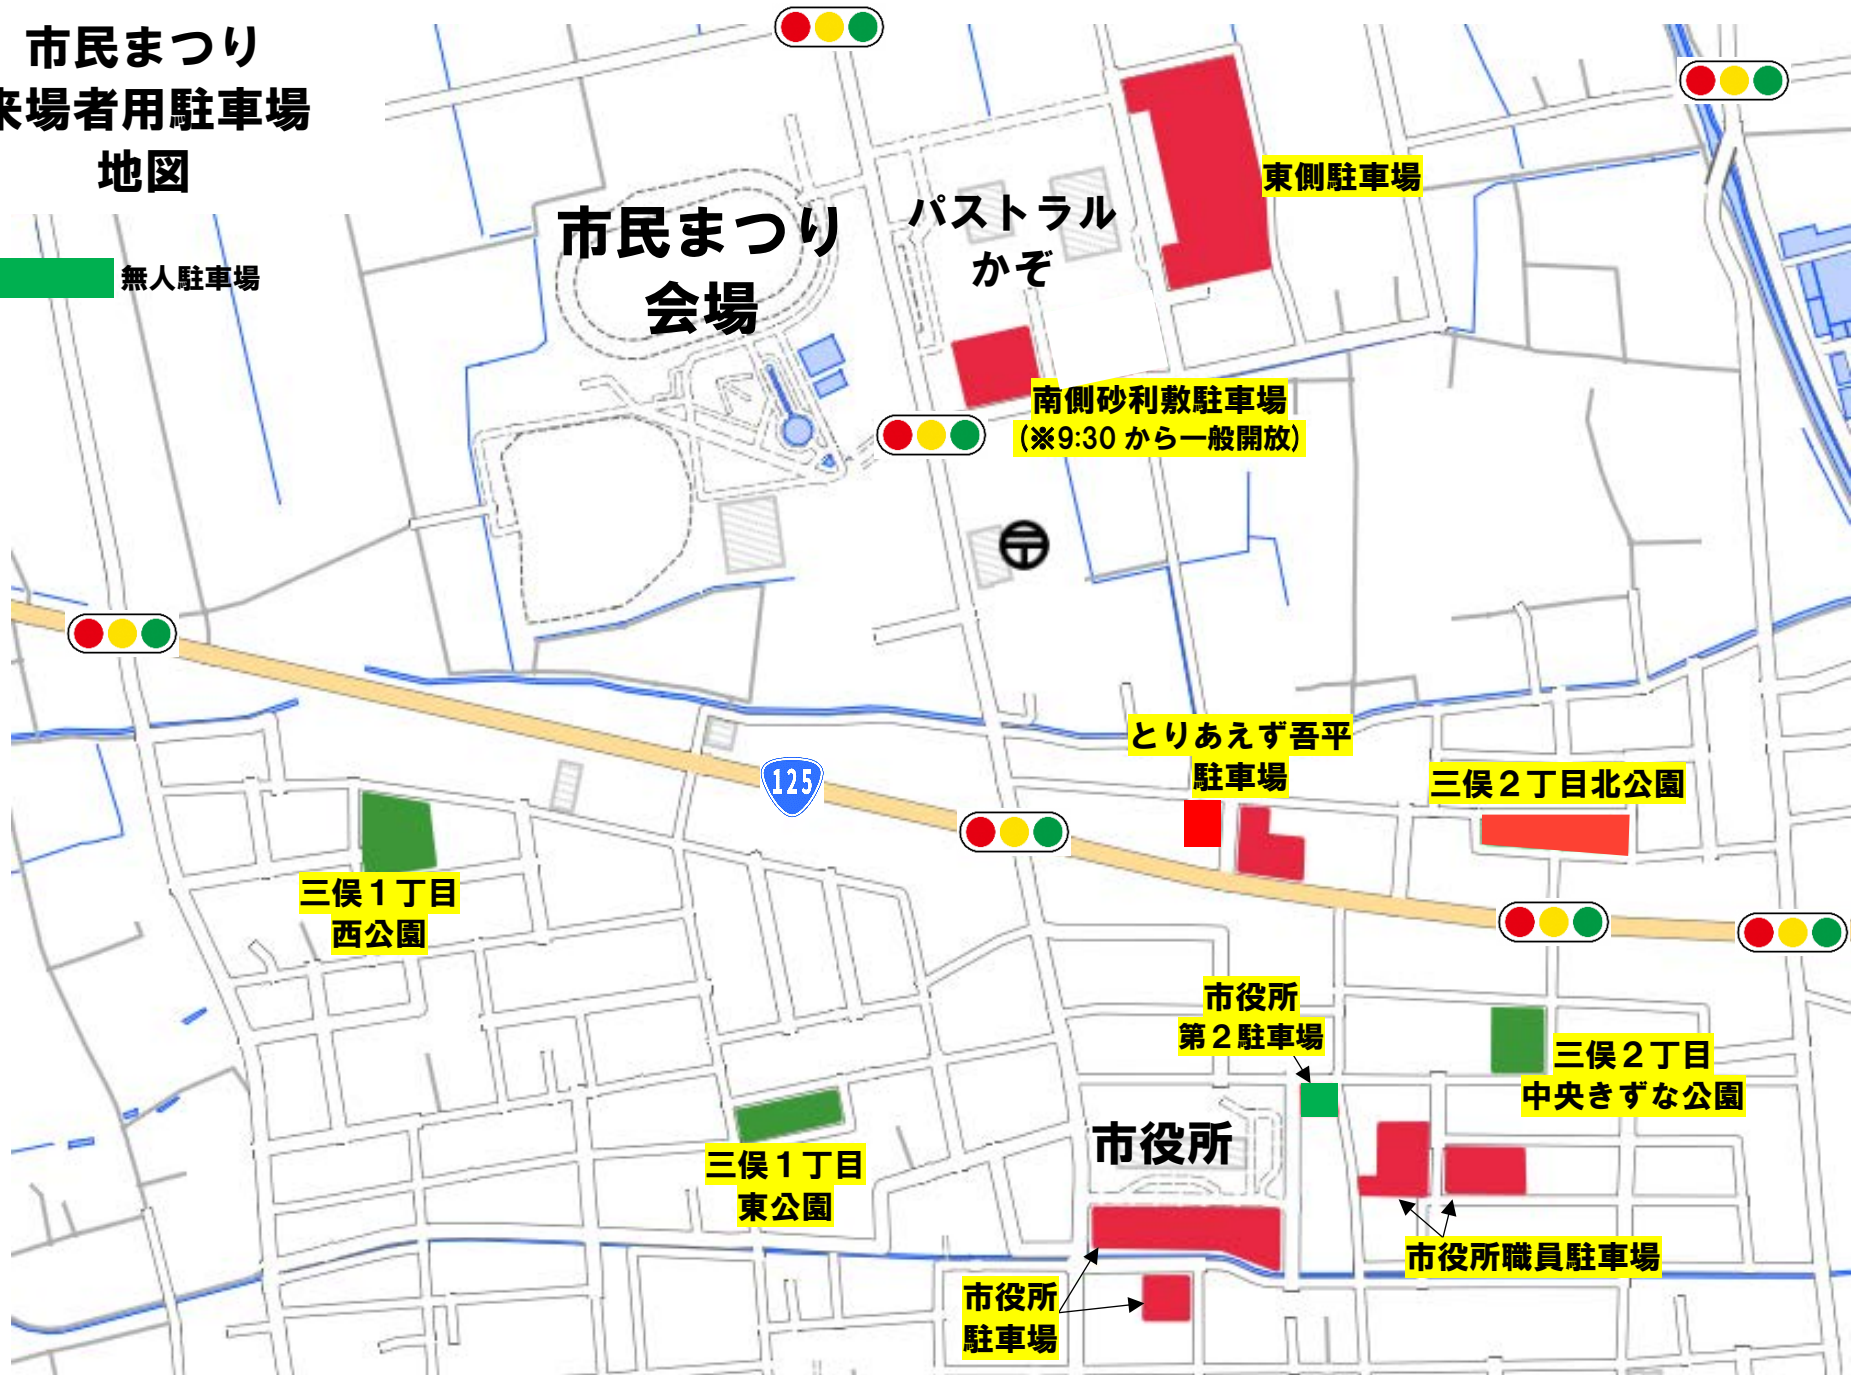 市民まつり
来場者用駐車場
地図
無人駐車場
市民まつり
会場
パストラル
かぞ
東側駐車場
南側砂利敷駐車場
(※9:30 から一般開放)
125
とりあえず吾平
駐車場
三俣２丁目北公園
三俣１丁目
西公園
市役所
第２駐車場
三俣２丁目
中央きずな公園
三俣１丁目
東公園
市役所
市役所職員駐車場
市役所
駐車場